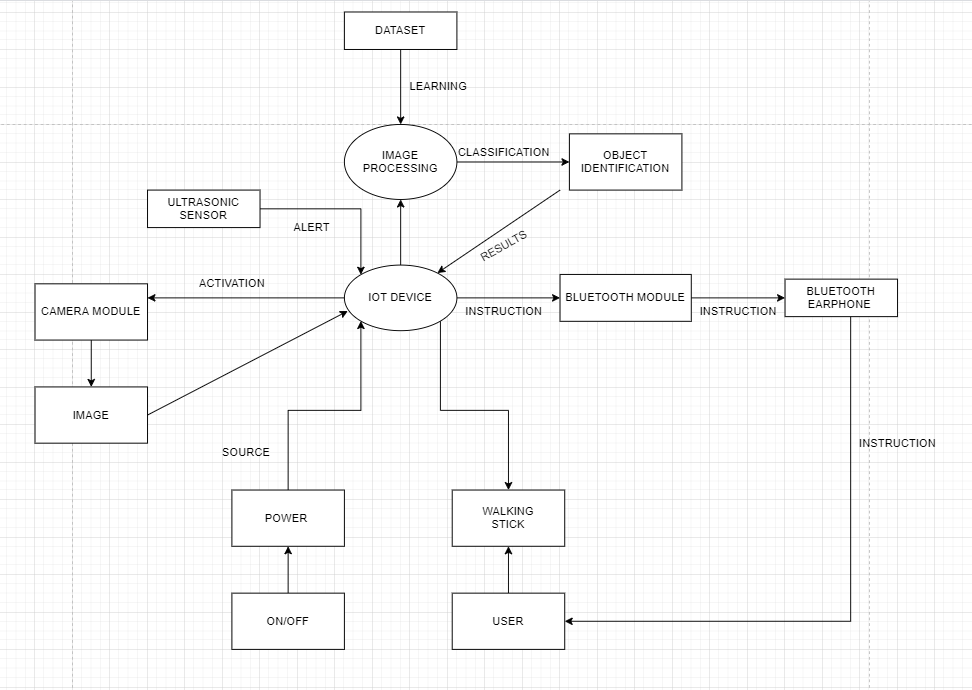 DATASET
LEARNING
IMAGE
PROCESSING
CLASSIFICATION
OBJECT
IDENTIFICATION
ULTRASONIC
SENSOR
ALERT
RESULTS
ACTIVATION
CAMERA MODULE
IOT DEVICE
INSTRUCTION
BLUETOOTH MODULE
INSTRUCTION
BLUETOOTH
EARPHONE
IMAGE
INSTRUCTION
SOURCE
POWER
WALKING
STICK
ON/OFF
USER